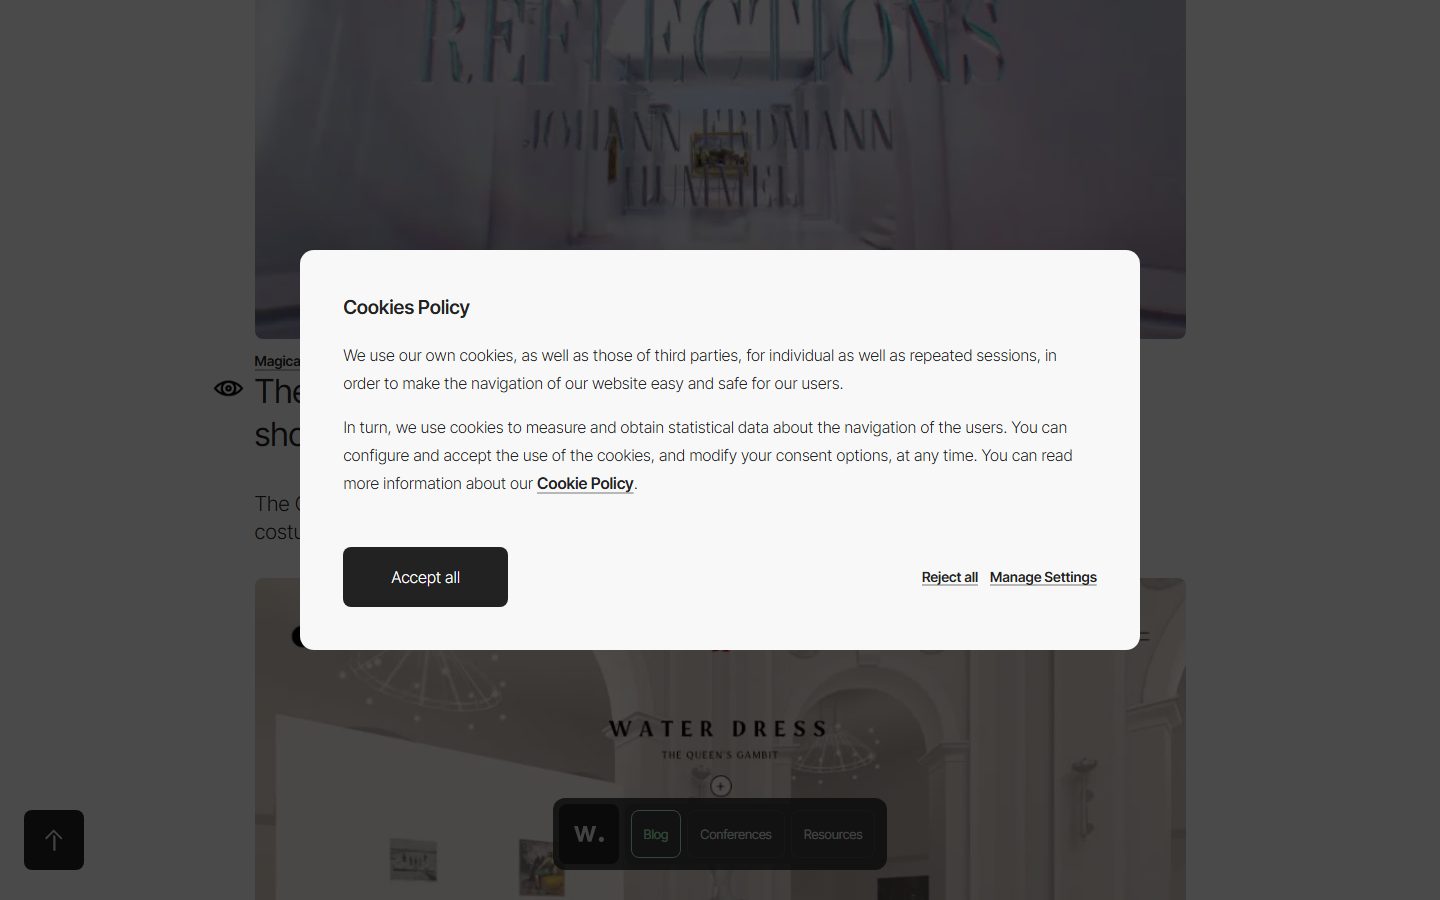 REFLECTIONS
JOHANN ERDMANN
HUMMEL
Cookies Policy
We use our own cookies, as well as those of third parties, for individual as well as repeated sessions, in
order to make the navigation of our website easy and safe for our users.
In turn, we use cookies to measure and obtain statistical data about the navigation of the users. You can
configure and accept the use of the cookies, and modify your consent options, at any time. You can read
more information about our Cookie Policy.
Accept all
Reject all Manage Settings
The
WATER DRESS
THE QUEEN'S GAMBIT
W.
Blog
Conferences
Resources